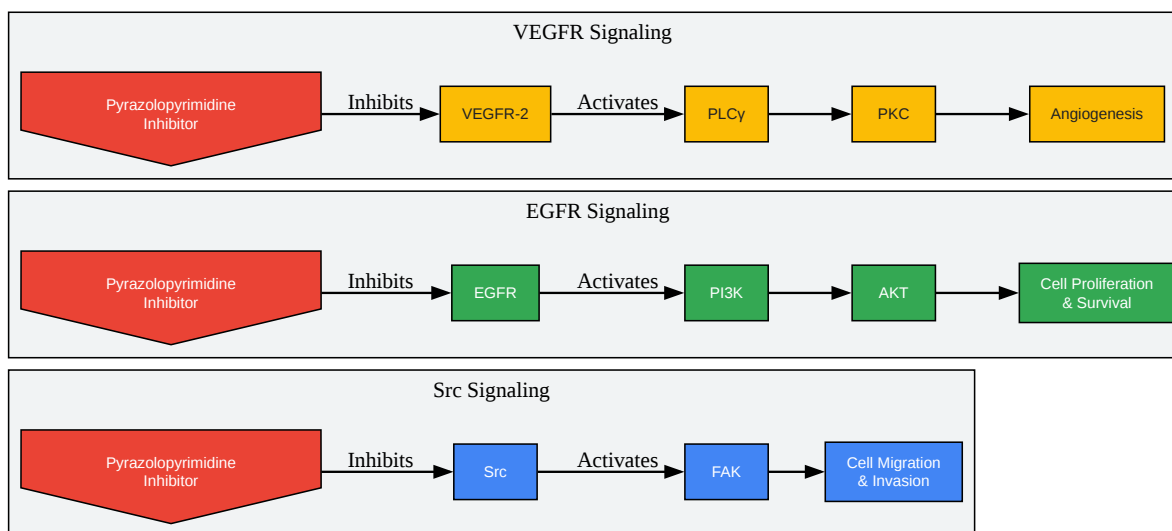 VEGFR Signaling
Pyrazolopyrimidine
Inhibitor
Inhibits
VEGFR-2
Activates
PLCγ
PKC
Angiogenesis
EGFR Signaling
Pyrazolopyrimidine
Inhibitor
Inhibits
EGFR
Activates
PI3K
AKT
Cell Proliferation
& Survival
Src Signaling
Pyrazolopyrimidine
Inhibitor
Inhibits
Src
Activates
FAK
Cell Migration
& Invasion